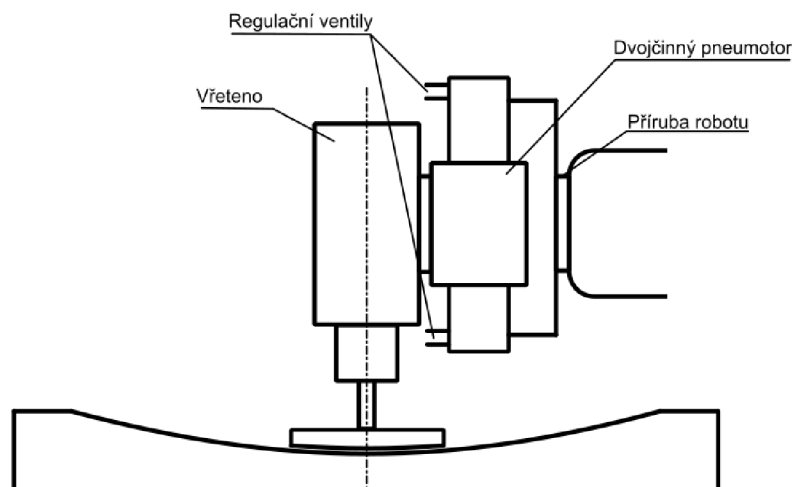 Regulační ventily
Dvojčinný pneumotor
Vřeteno
Příruba robotu